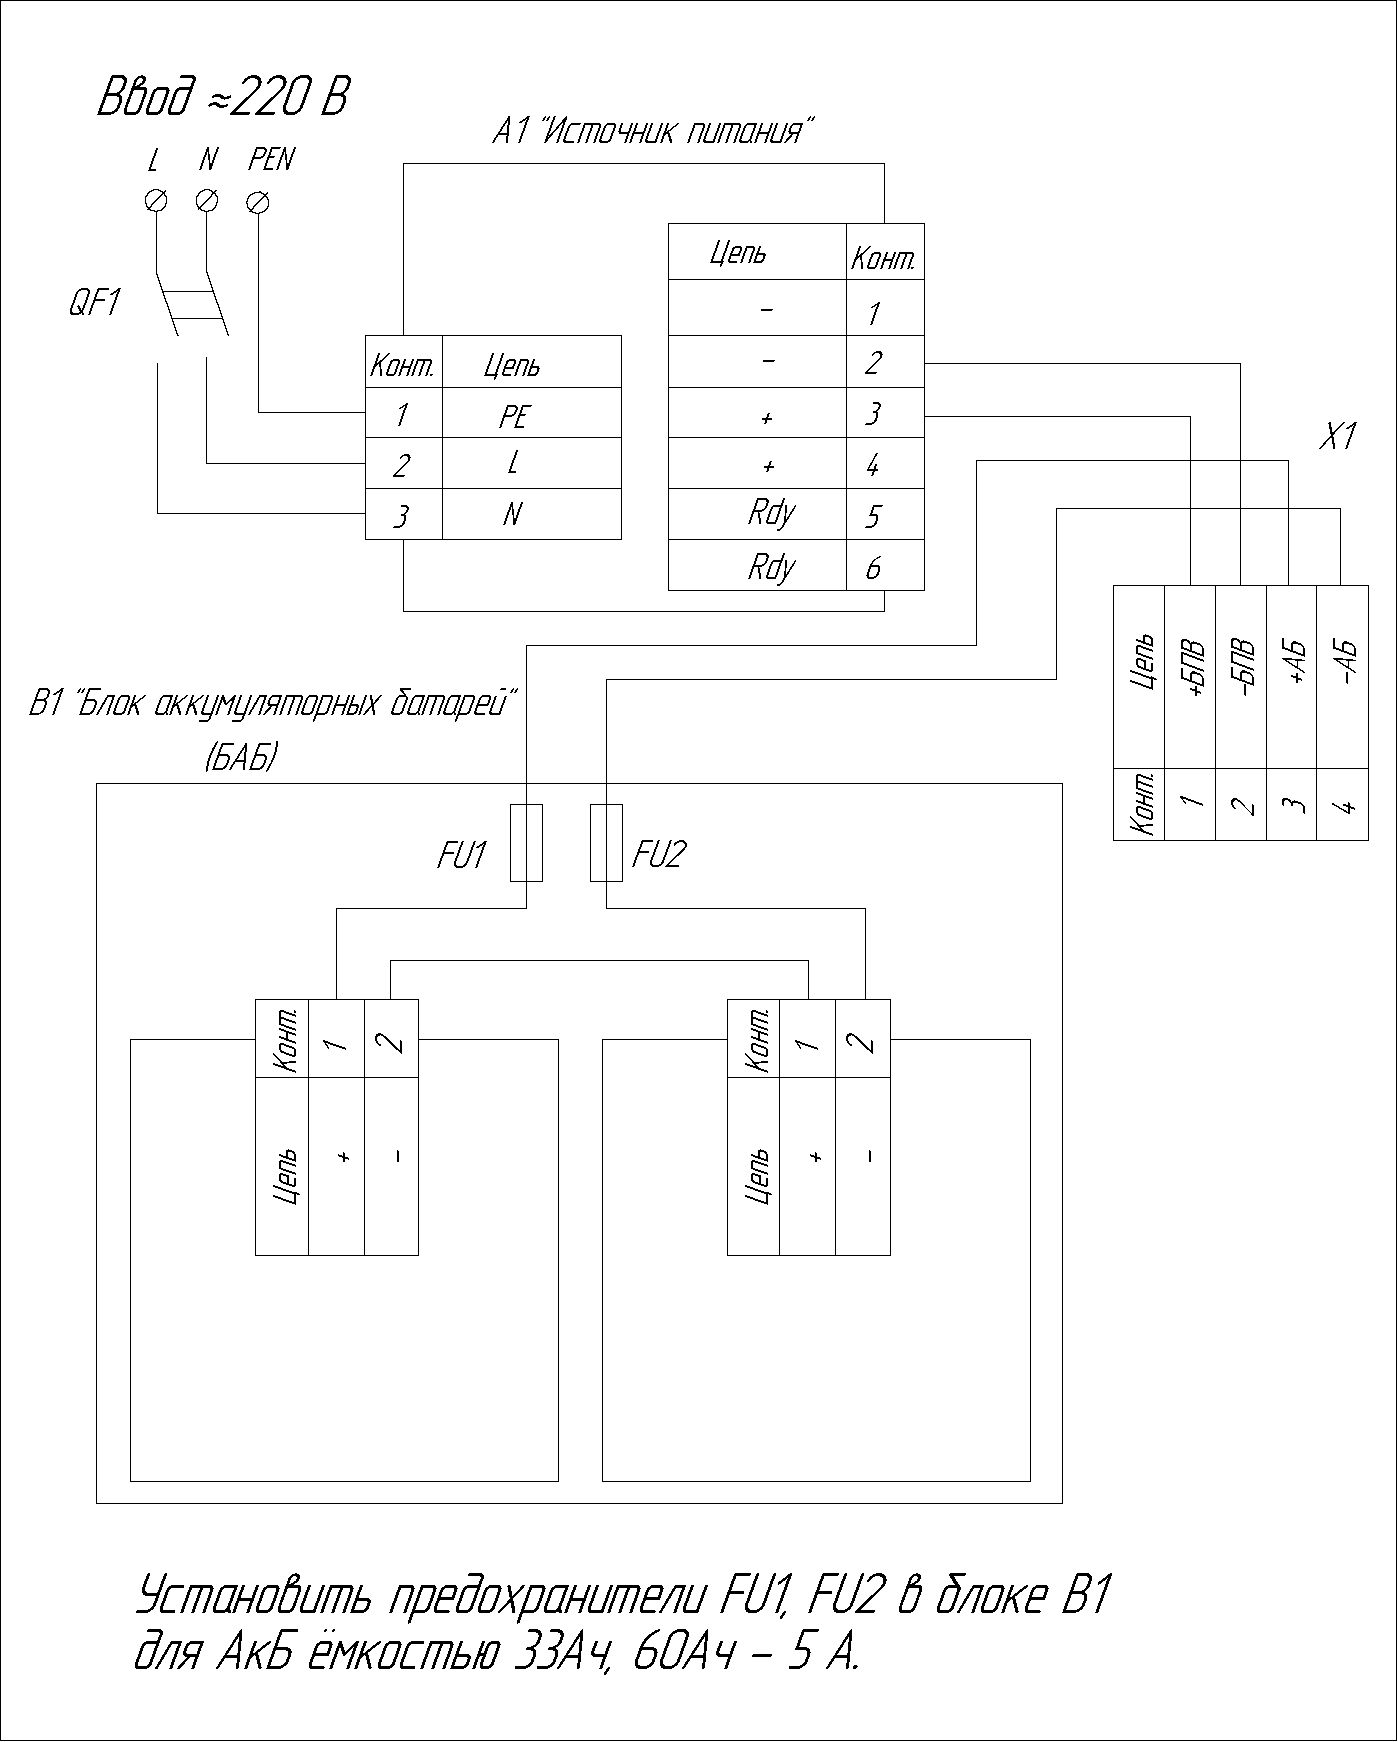 Ввод ≈220 В
L N PEN
QF1
А1 "Источник питания"
Конт. Цепь
1 PE
2 L
3 N
Цепь Конт.
– 1
– 2
+ 3
+ 4
Rdy 5
Rdy 6
X1
Цепь +БПВ –БПВ +АБ –АБ
Конт. 1 2 3 4
В1 "Блок аккумуляторных батарей"
(БАБ)
FU1 FU2
Конт. 1 2
Цепь + –
Конт. 1 2
Цепь + –
Установить предохранители FU1, FU2 в блоке В1
для АкБ ёмкостью 33Ач, 60Ач – 5 А.